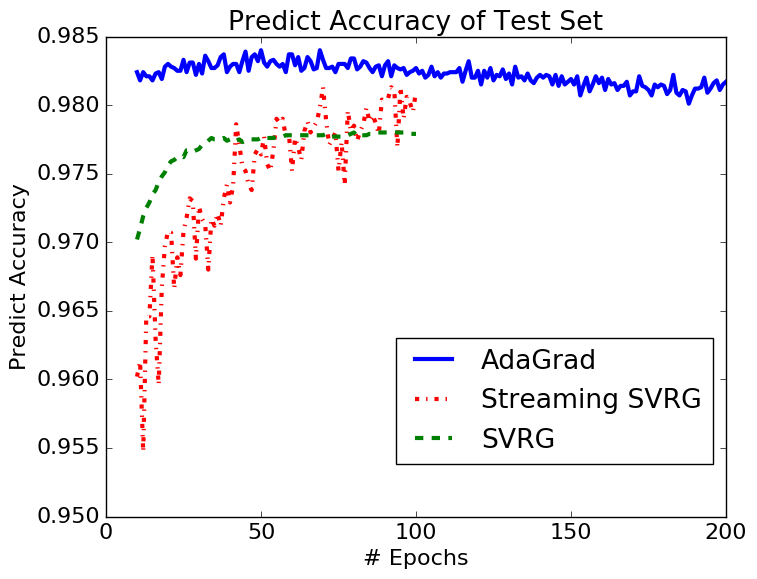 Predict Accuracy of Test Set
0.985
0.980
0.975
0.970
0.965
0.960
0.955
0.950
Predict Accuracy
AdaGrad
Streaming SVRG
SVRG
0 50 100 150 200
# Epochs